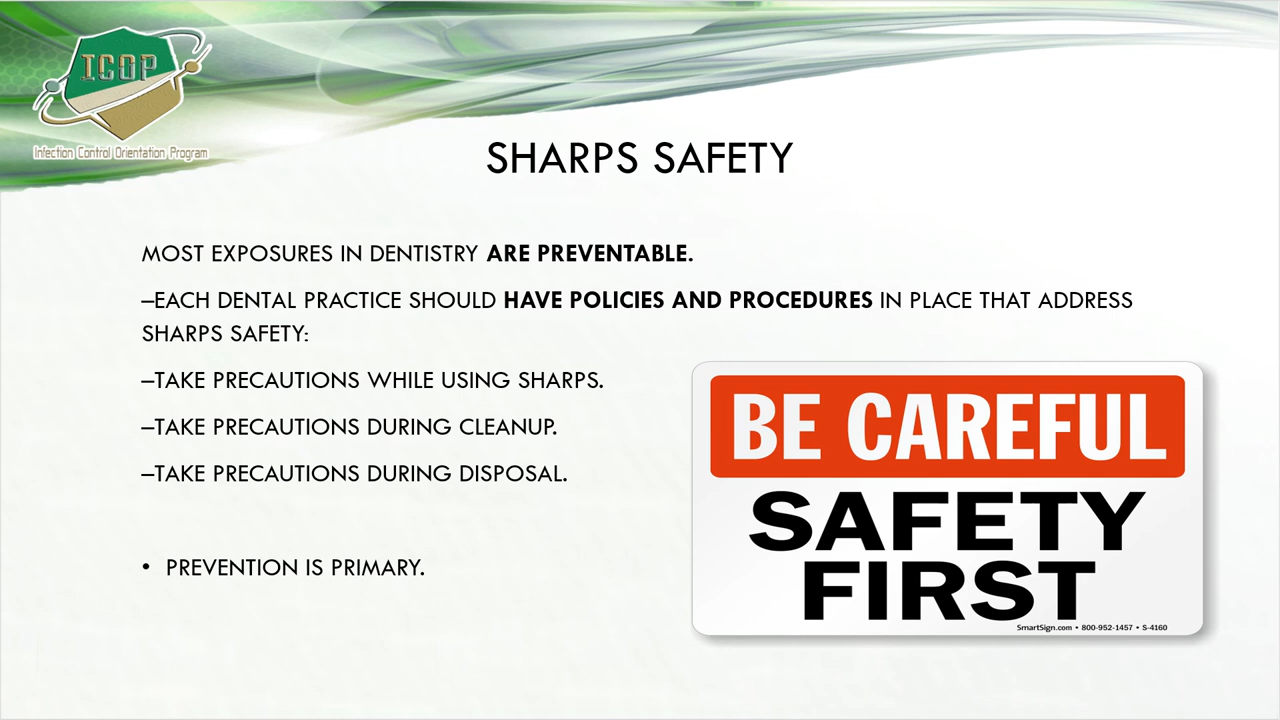 ICOP
Infection Control Orientation Program
SHARPS SAFETY
MOST EXPOSURES IN DENTISTRY ARE PREVENTABLE.
–EACH DENTAL PRACTICE SHOULD HAVE POLICIES AND PROCEDURES IN PLACE THAT ADDRESS
SHARPS SAFETY:
–TAKE PRECAUTIONS WHILE USING SHARPS.
–TAKE PRECAUTIONS DURING CLEANUP.
–TAKE PRECAUTIONS DURING DISPOSAL.
• PREVENTION IS PRIMARY.
BE CAREFUL
SAFETY
FIRST
SmartSign.com • 800-952-1457 • S-4160